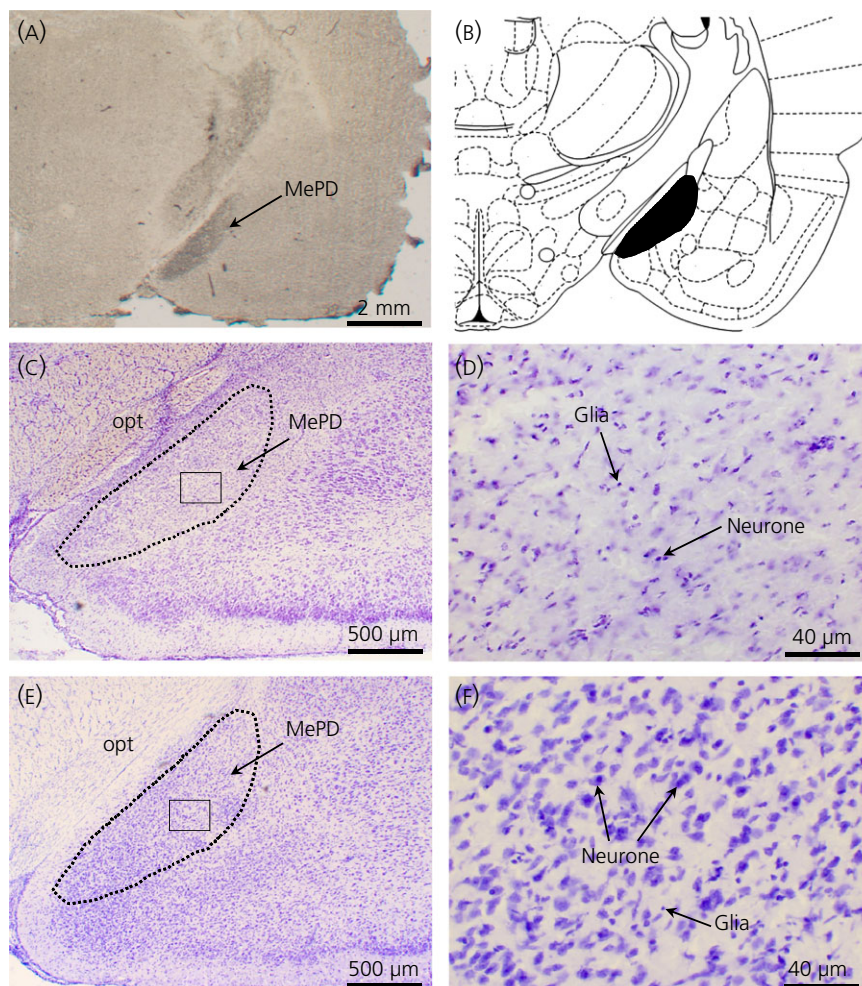 (A)
MePD
2 mm
(B)
(C)
opt
MePD
500 µm
(D)
Glia
Neurone
40 µm
(E)
opt
MePD
500 µm
(F)
Neurone
Glia
40 µm